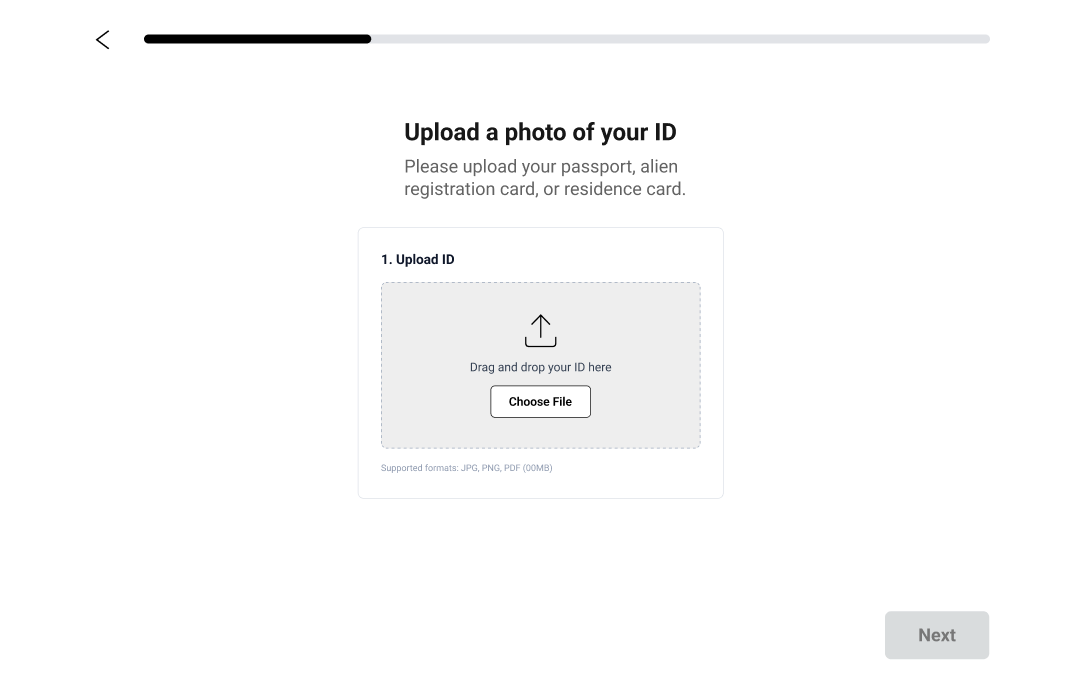 Upload a photo of your ID
Please upload your passport, alien
registration card, or residence card.
1. Upload ID
Drag and drop your ID here
Choose File
Supported formats: JPG, PNG, PDF (00MB)
Next